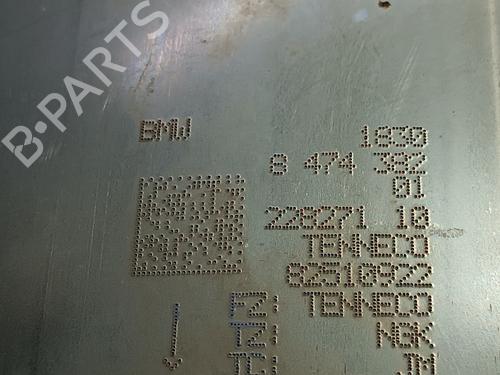 B-PARTS
BMW 1839
8 474 382
01
228271 10
TENNECO
82510922
FZ: TENNECO
TZ: NGK
TC: JM